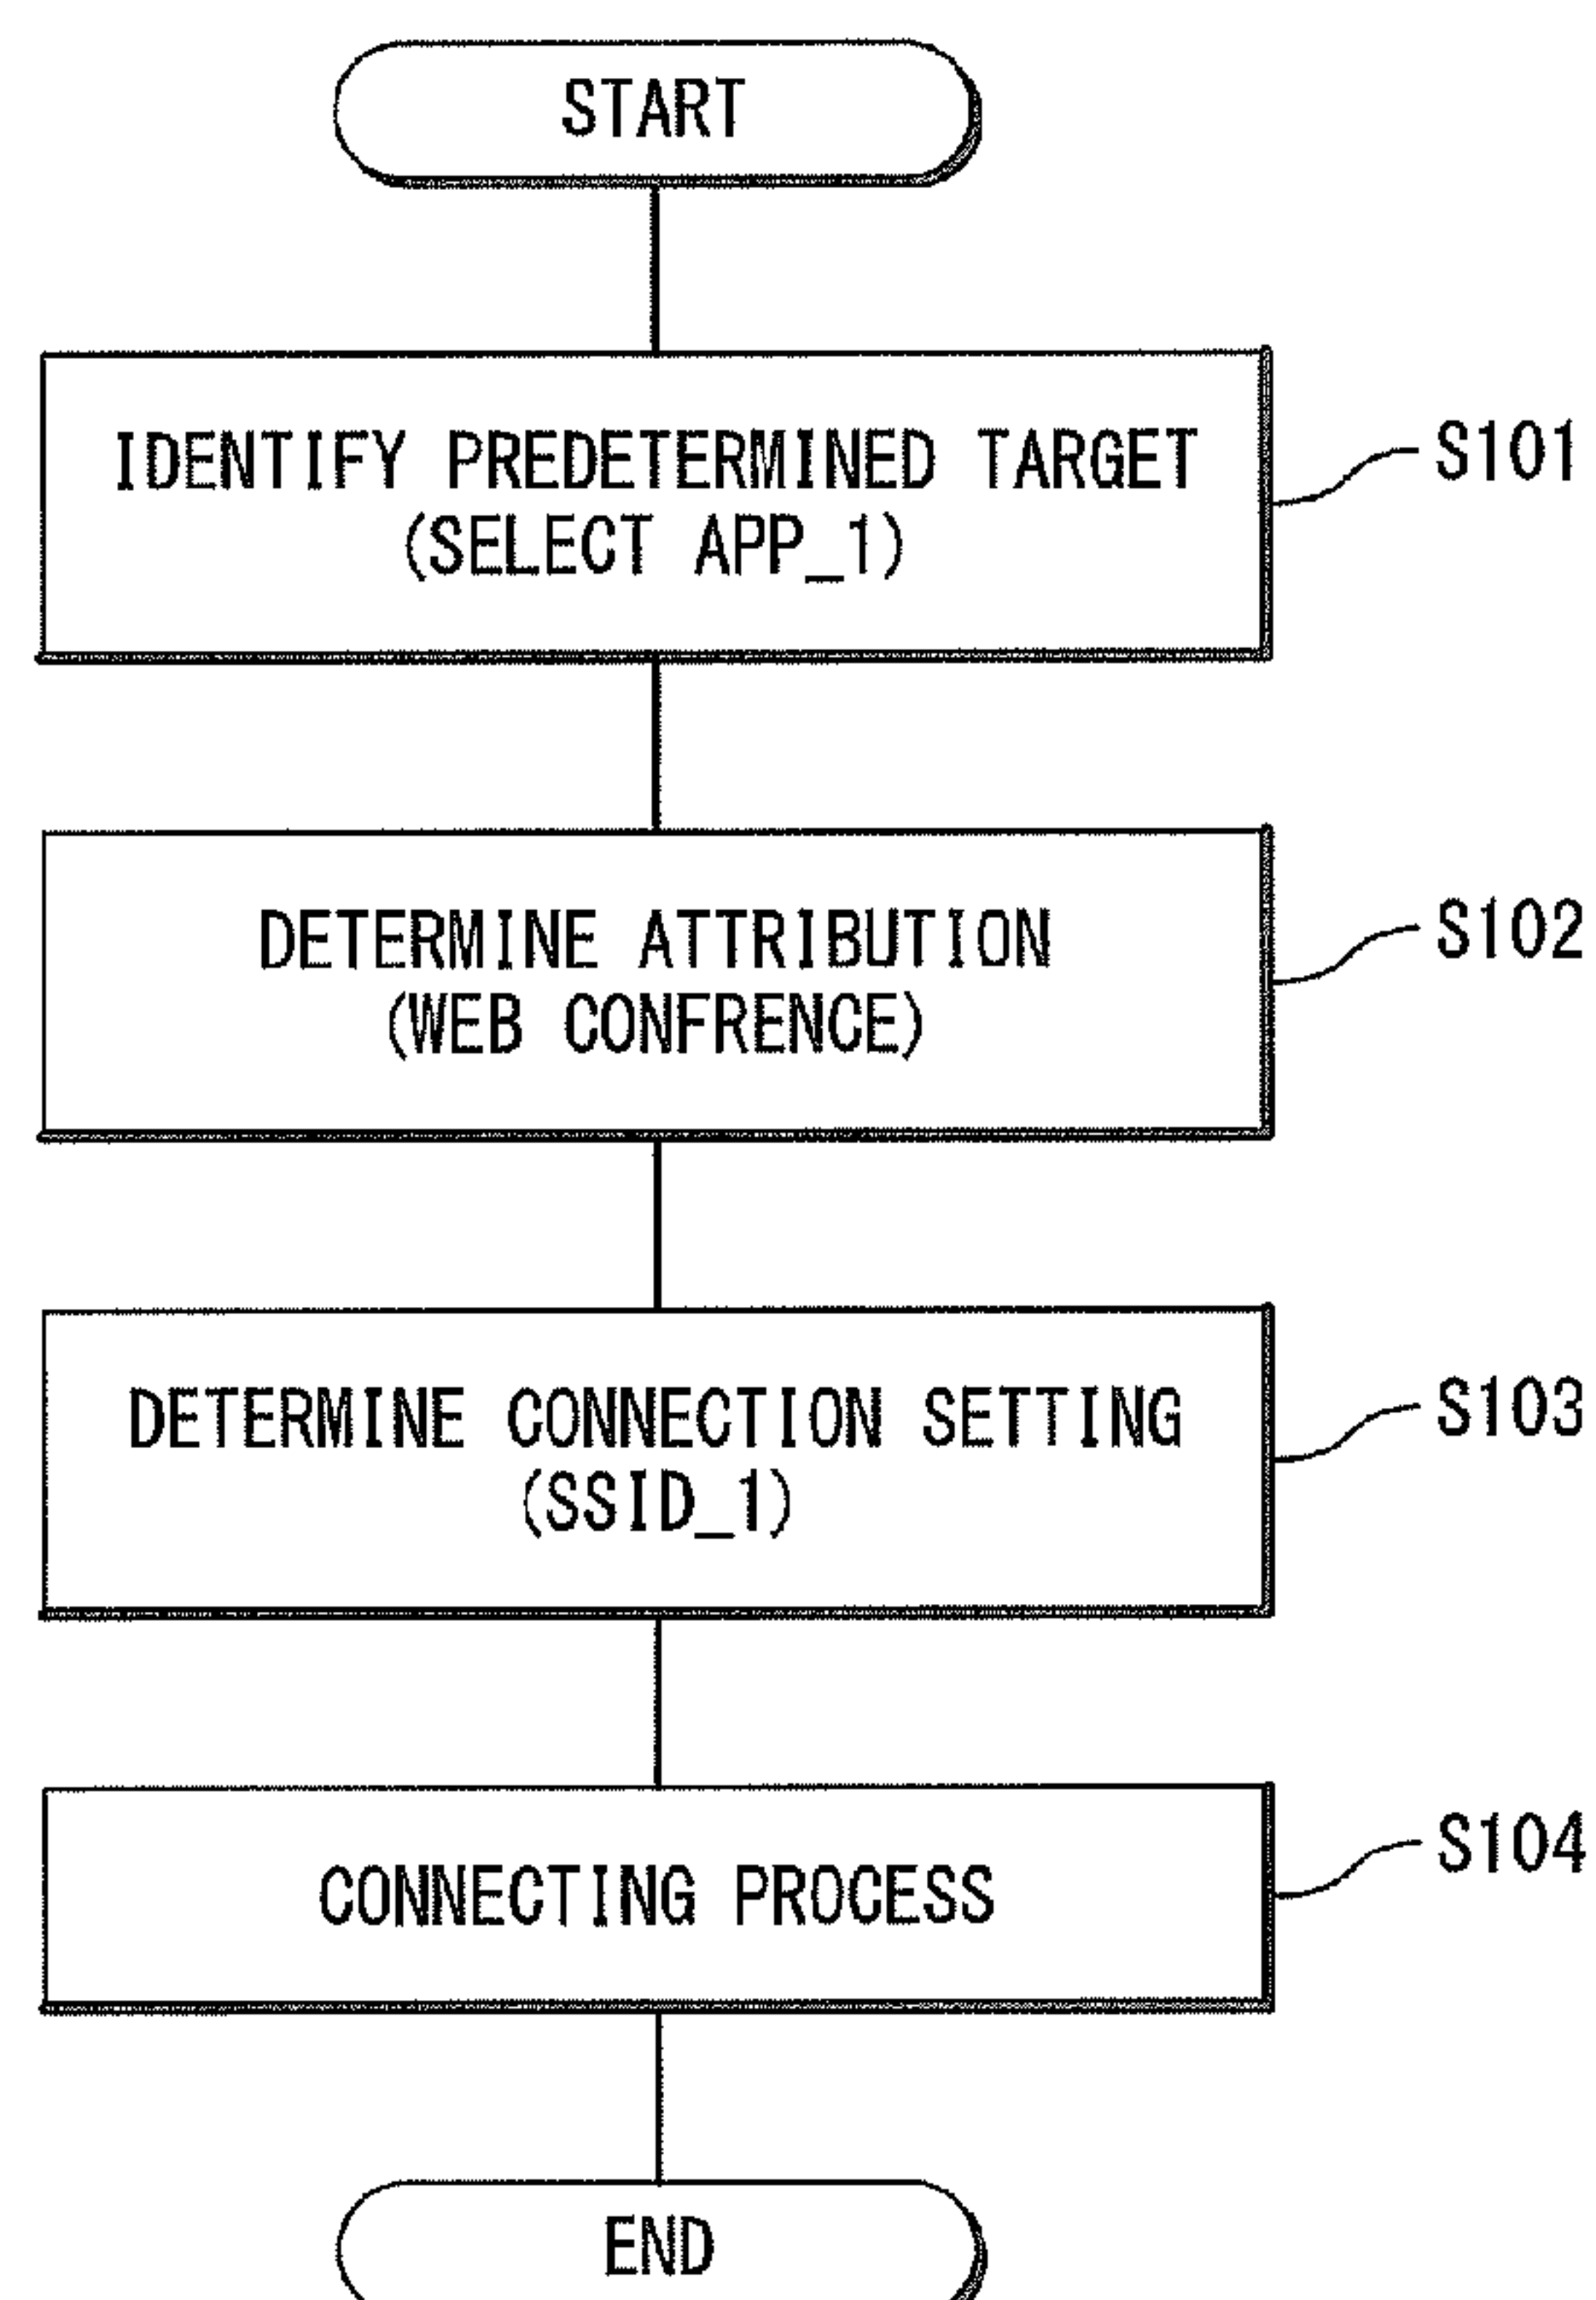 START
IDENTIFY PREDETERMINED TARGET
(SELECT APP_1)
S101
DETERMINE ATTRIBUTION
(WEB CONFRENCE)
S102
DETERMINE CONNECTION SETTING
(SSID_1)
S103
CONNECTING PROCESS
S104
END